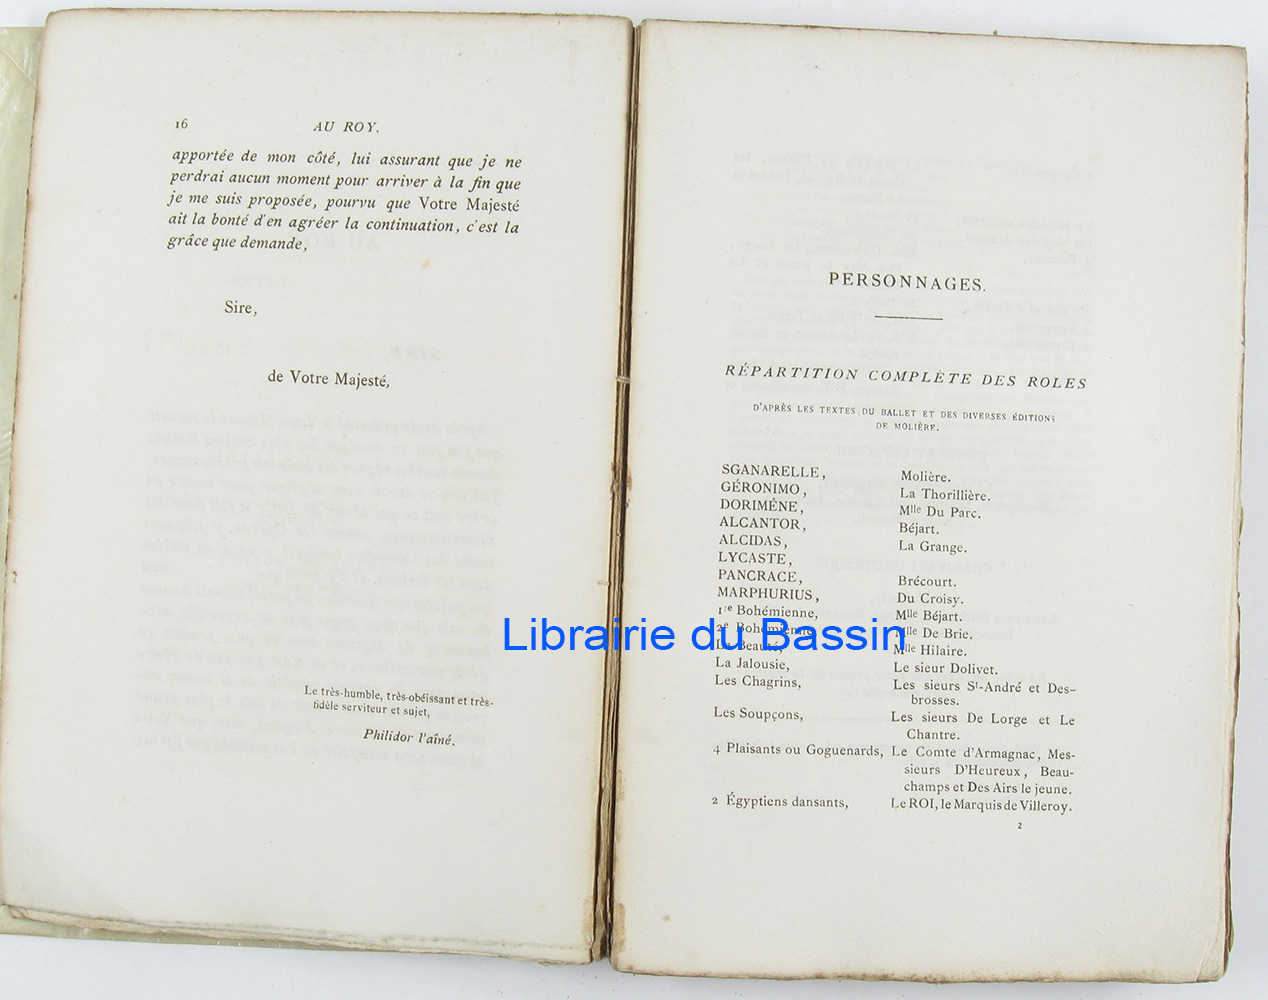 16 AU ROY.
apportée de mon côté, lui assurant que je ne
perdrai aucun moment pour arriver à la fin que
je me suis proposée, pourvu que Votre Majesté
ait la bonté d'en agréer la continuation, c'est la
grâce que demande,
Sire,
de Votre Majesté,
Le très-humble, très-obéissant et très-
fidèle serviteur et sujet,
Philidor l'aîné.
PERSONNAGES.
RÉPARTITION COMPLÈTE DES ROLES
D'APRÈS LES TEXTES DU BALLET ET DES DIVERSES ÉDITIONS
DE MOLIÈRE.
SGANARELLE, Molière.
GÉRONIMO, La Thorillière.
DORIMÈNE, Mlle Du Parc.
ALCANTOR, Béjart.
ALCIDAS, La Grange.
LYCASTE,
PANCRACE, Brécourt.
MARPHURIUS, Du Croisy.
1re Bohémienne, Mlle Béjart.
2e Bohémienne, Mlle De Brie.
La Beauté, Mlle Hilaire.
La Jalousie, Le sieur Dolivet.
Les Chagrins, Les sieurs St-André et Des-
brosses.
Les Soupçons, Les sieurs De Lorge et Le
Chantre.
4 Plaisants ou Goguenards, Le Comte d'Armagnac, Mes-
sieurs D'Heureux, Beau-
champs et Des Airs le jeune.
2 Égyptiens dansants, Le ROI, le Marquis de Villeroy.
2
Librairie du Bassin